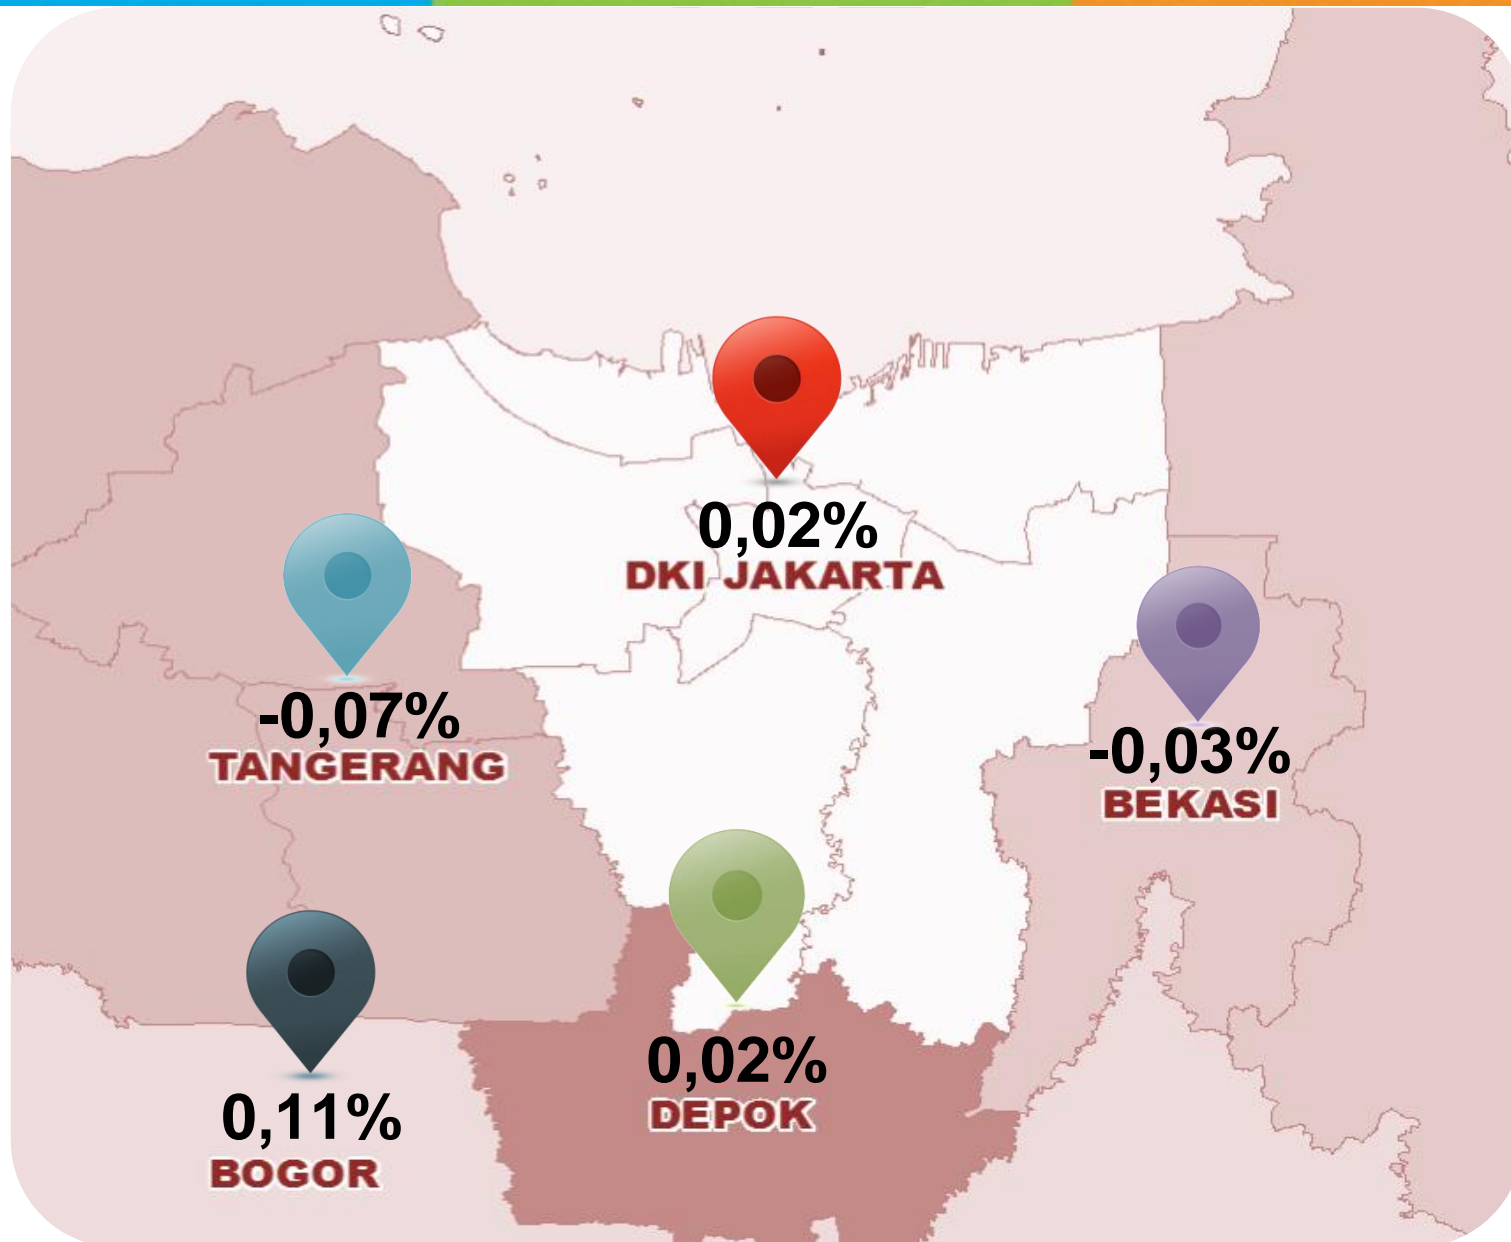 0,02%
DKI JAKARTA
-0,07%
TANGERANG
-0,03%
BEKASI
0,02%
DEPOK
0,11%
BOGOR